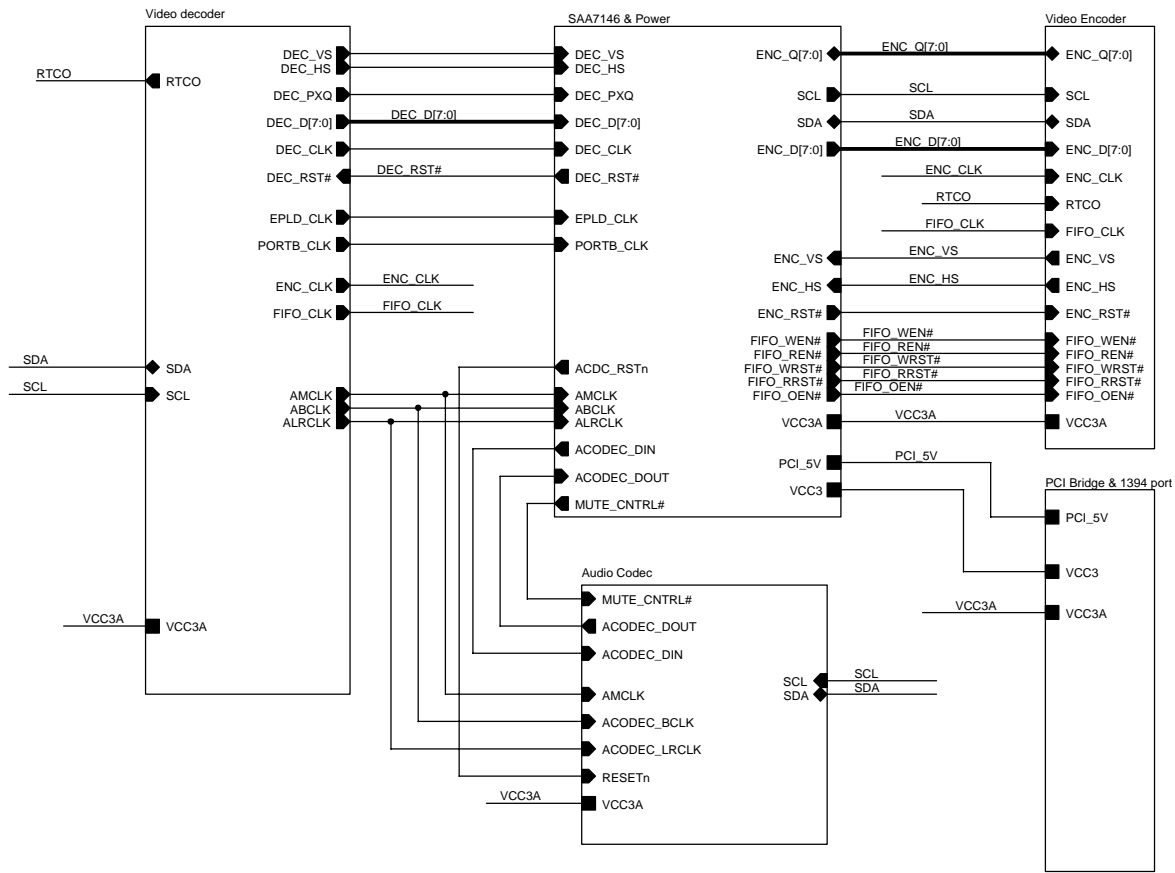 Video decoder
RTCO
RTCO
DEC_VS
DEC_HS
DEC_PXQ
DEC_D[7:0]
DEC_CLK
DEC_RST#
EPLD_CLK
PORTB_CLK
ENC_CLK
FIFO_CLK
SDA
SDA
SCL
SCL
AMCLK
ABCLK
ALRCLK
VCC3A
VCC3A
DEC_D[7:0]
DEC_RST#
ENC_CLK
FIFO_CLK
SAA7146 & Power
DEC_VS
DEC_HS
DEC_PXQ
DEC_D[7:0]
DEC_CLK
DEC_RST#
EPLD_CLK
PORTB_CLK
ACDC_RSTn
AMCLK
ABCLK
ALRCLK
ACODEC_DIN
ACODEC_DOUT
MUTE_CNTRL#
ENC_Q[7:0]
SCL
SDA
ENC_D[7:0]
ENC_VS
ENC_HS
ENC_RST#
FIFO_WEN#
FIFO_REN#
FIFO_WRST#
FIFO_RRST#
FIFO_OEN#
VCC3A
PCI_5V
VCC3
ENC_Q[7:0]
SCL
SDA
ENC_D[7:0]
ENC_CLK
RTCO
FIFO_CLK
ENC_VS
ENC_HS
FIFO_WEN#
FIFO_REN#
FIFO_WRST#
FIFO_RRST#
FIFO_OEN#
VCC3A
PCI_5V
Video Encoder
ENC_Q[7:0]
SCL
SDA
ENC_D[7:0]
ENC_CLK
RTCO
FIFO_CLK
ENC_VS
ENC_HS
ENC_RST#
FIFO_WEN#
FIFO_REN#
FIFO_WRST#
FIFO_RRST#
FIFO_OEN#
VCC3A
PCI Bridge & 1394 port
PCI_5V
VCC3
VCC3A
VCC3A
Audio Codec
MUTE_CNTRL#
ACODEC_DOUT
ACODEC_DIN
AMCLK
ACODEC_BCLK
ACODEC_LRCLK
RESETn
VCC3A
VCC3A
SCL
SCL
SDA
SDA